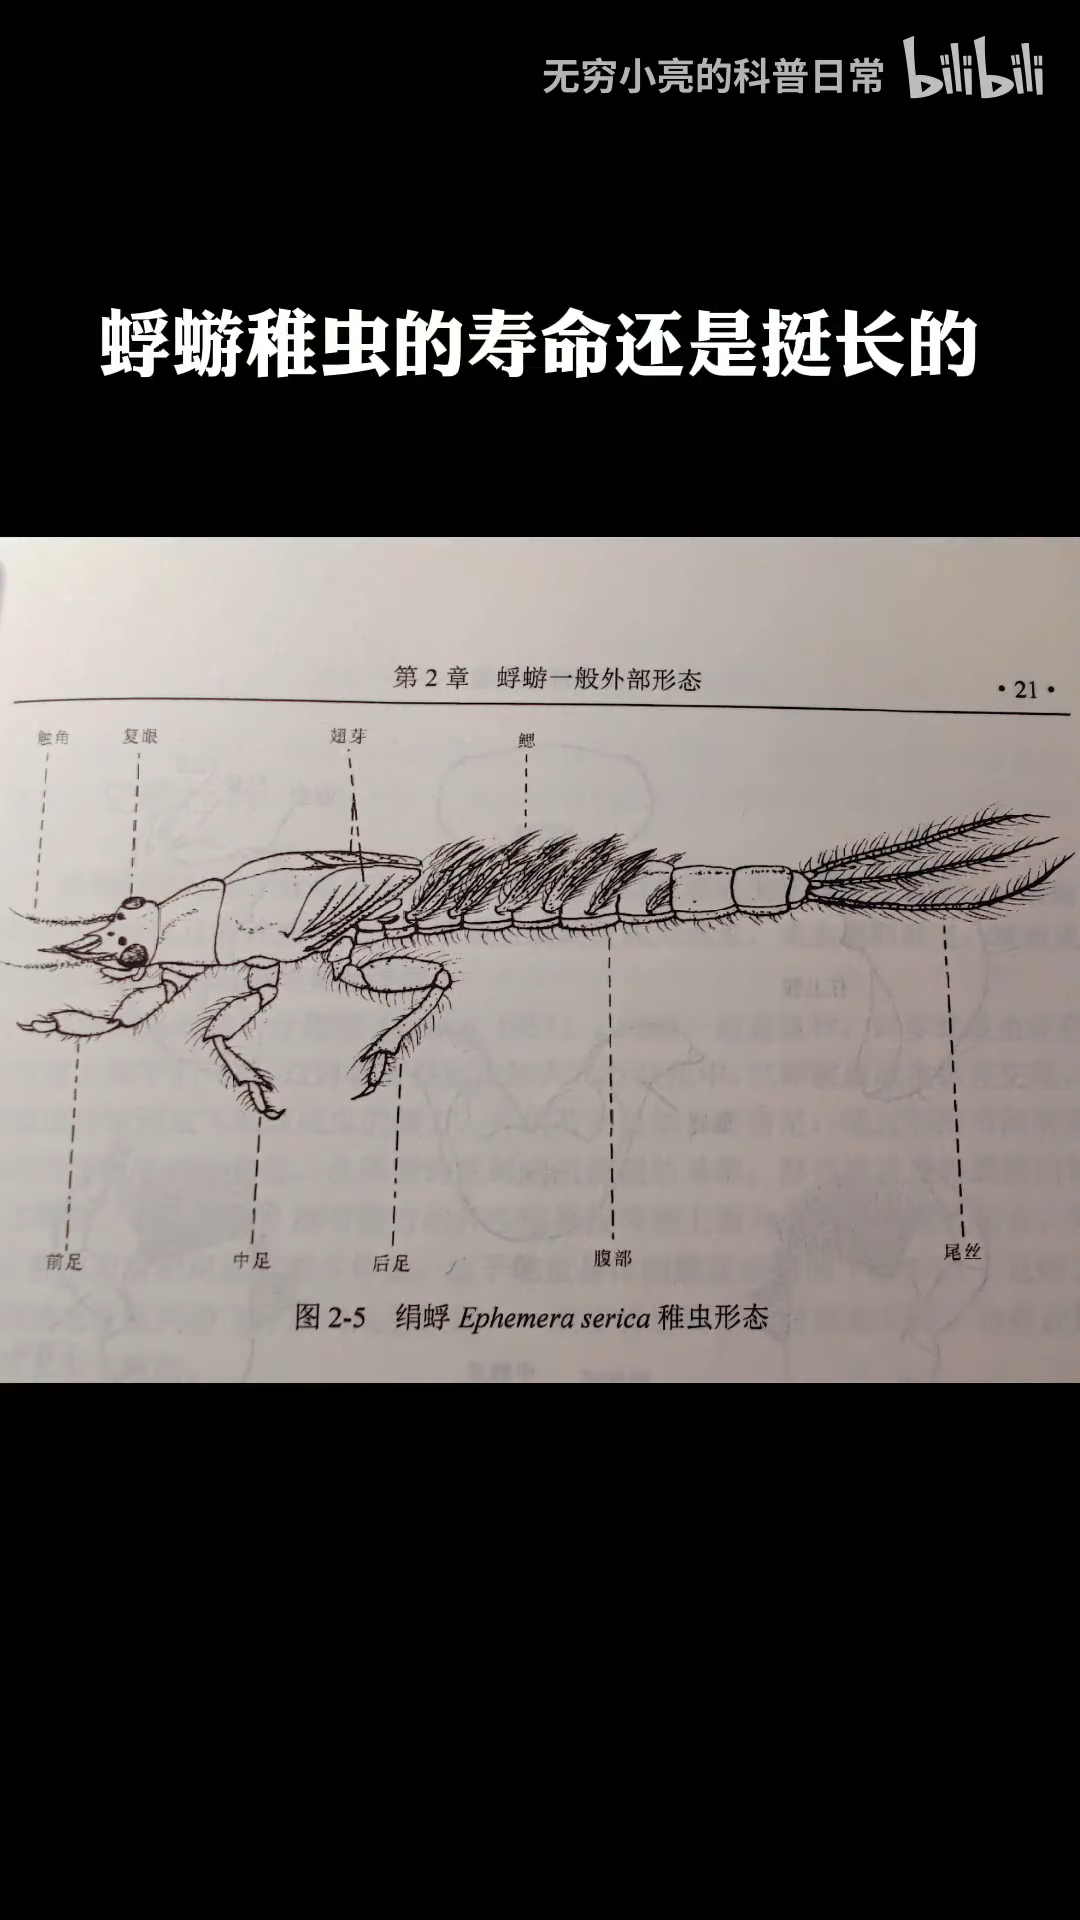 无穷小亮的科普日常 bilibili
蜉蝣稚虫的寿命还是挺长的
第2章 蜉蝣一般外部形态 •21•
触角 复眼 翅芽 鳃
前足 中足 后足 腹部 尾丝
图 2-5 绢蜉 Ephemera serica 稚虫形态